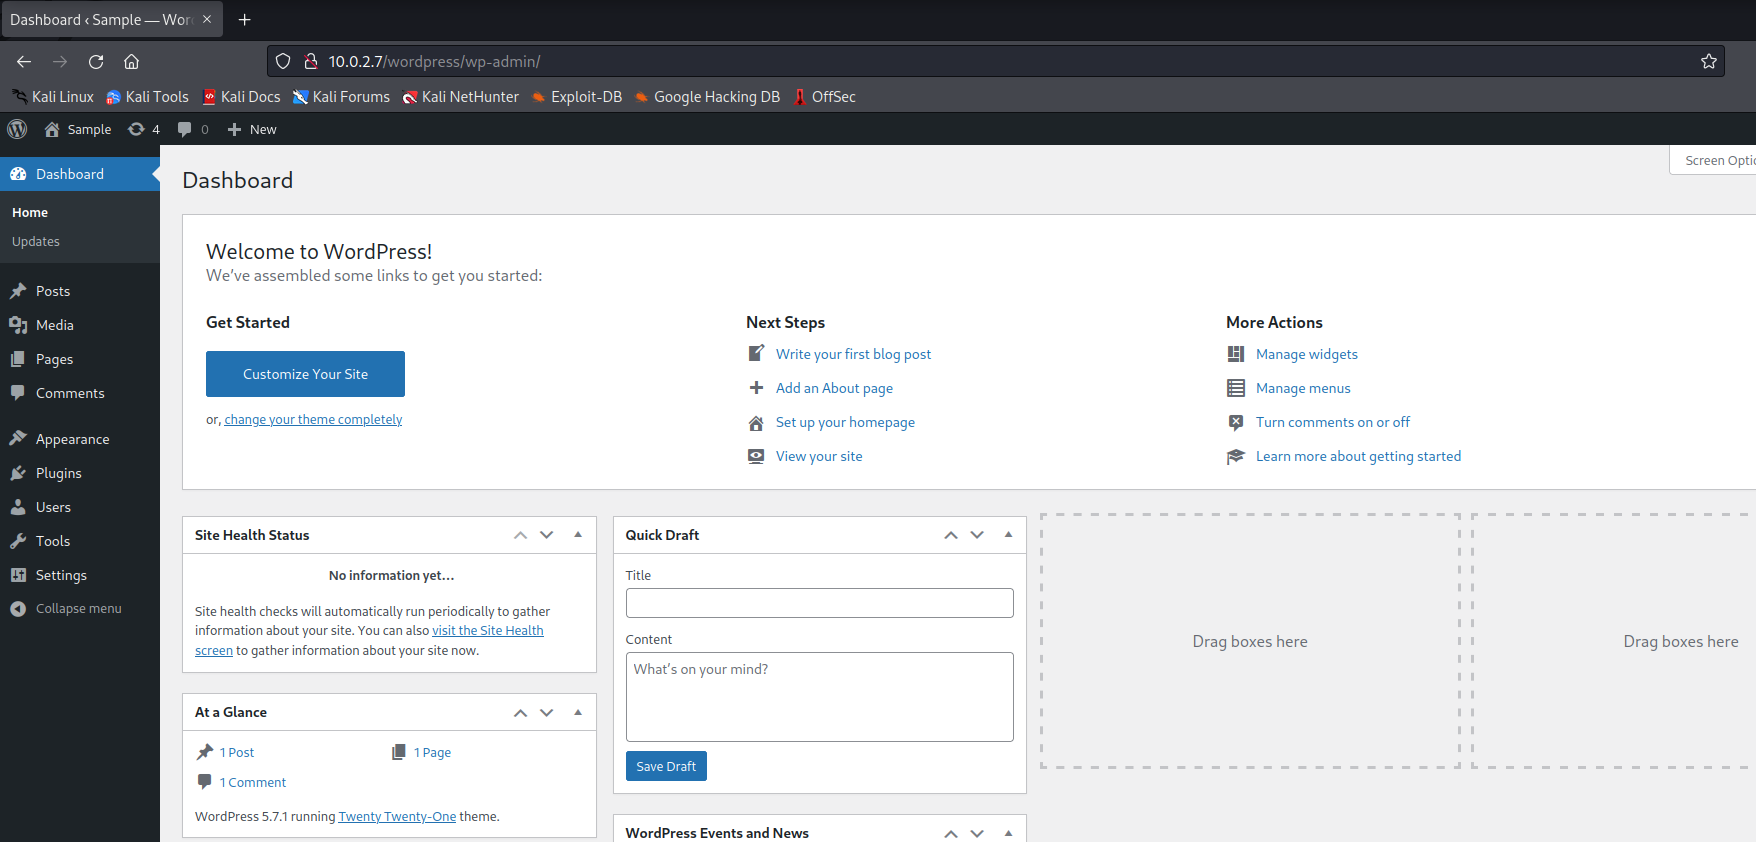 Dashboard ‹ Sample — Wor
10.0.2.7/wordpress/wp-admin/
Kali Linux Kali Tools Kali Docs Kali Forums Kali NetHunter Exploit-DB Google Hacking DB OffSec
Sample 4 0 New
Dashboard
Home
Updates
Posts
Media
Pages
Comments
Appearance
Plugins
Users
Tools
Settings
Collapse menu
Screen Optio
Dashboard
Welcome to WordPress!
We've assembled some links to get you started:
Get Started
Customize Your Site
or, change your theme completely
Next Steps
Write your first blog post
Add an About page
Set up your homepage
View your site
More Actions
Manage widgets
Manage menus
Turn comments on or off
Learn more about getting started
Site Health Status
No information yet...
Site health checks will automatically run periodically to gather
information about your site. You can also visit the Site Health
screen to gather information about your site now.
At a Glance
1 Post
1 Page
1 Comment
WordPress 5.7.1 running Twenty Twenty-One theme.
Quick Draft
Title
Content
What's on your mind?
Save Draft
WordPress Events and News
Drag boxes here
Drag boxes here